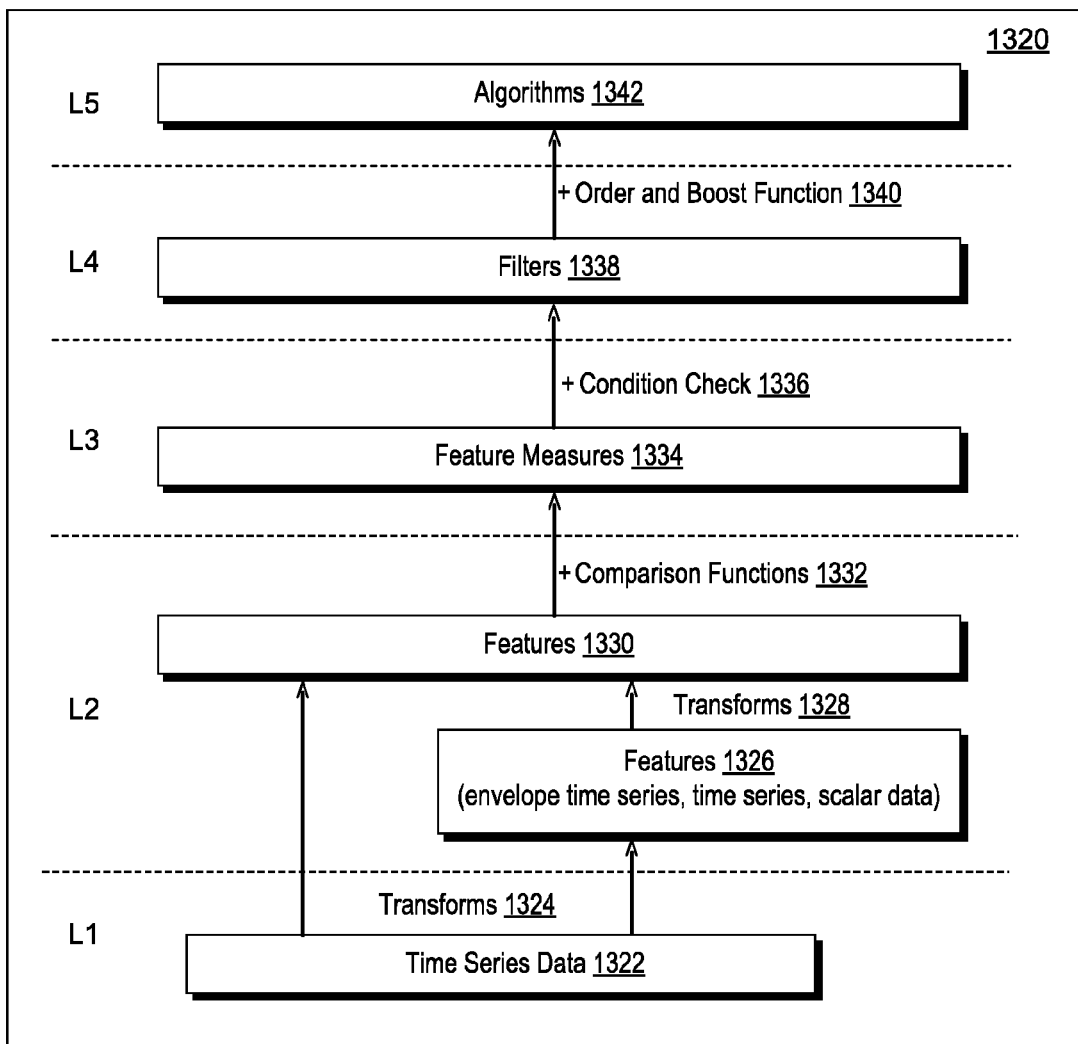 1320
L5
Algorithms 1342
+ Order and Boost Function 1340
L4
Filters 1338
+ Condition Check 1336
L3
Feature Measures 1334
+ Comparison Functions 1332
Features 1330
L2
Transforms 1328
Features 1326
(envelope time series, time series, scalar data)
Transforms 1324
L1
Time Series Data 1322